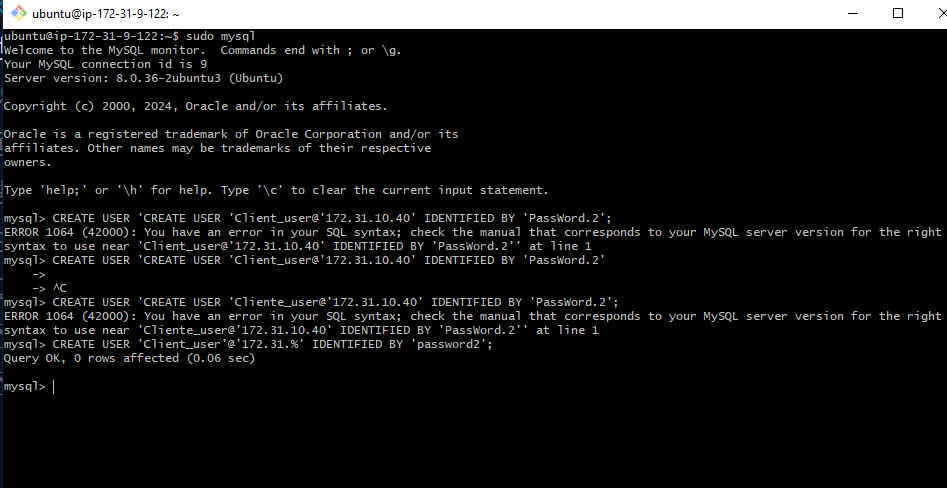 ubuntu@ip-172-31-9-122: ~
ubuntu@ip-172-31-9-122:~$ sudo mysql
Welcome to the MySQL monitor.  Commands end with ; or \g.
Your MySQL connection id is 9
Server version: 8.0.36-2ubuntu3 (Ubuntu)
Copyright (c) 2000, 2024, Oracle and/or its affiliates.
Oracle is a registered trademark of Oracle Corporation and/or its
affiliates. Other names may be trademarks of their respective
owners.
Type 'help;' or '\h' for help. Type '\c' to clear the current input statement.
mysql> CREATE USER 'CREATE USER 'Client_user@'172.31.10.40' IDENTIFIED BY 'PassWord.2';
ERROR 1064 (42000): You have an error in your SQL syntax; check the manual that corresponds to your MySQL server version for the right
syntax to use near 'Client_user@'172.31.10.40' IDENTIFIED BY 'PassWord.2'' at line 1
mysql> CREATE USER 'CREATE USER 'Client_user@'172.31.10.40' IDENTIFIED BY 'PassWord.2'
    ->
    -> ^C
mysql> CREATE USER 'CREATE USER 'Cliente_user@'172.31.10.40' IDENTIFIED BY 'PassWord.2';
ERROR 1064 (42000): You have an error in your SQL syntax; check the manual that corresponds to your MySQL server version for the right
syntax to use near 'Cliente_user@'172.31.10.40' IDENTIFIED BY 'PassWord.2'' at line 1
mysql> CREATE USER 'Client_user'@'172.31.%' IDENTIFIED BY 'password2';
Query OK, 0 rows affected (0.06 sec)
mysql>